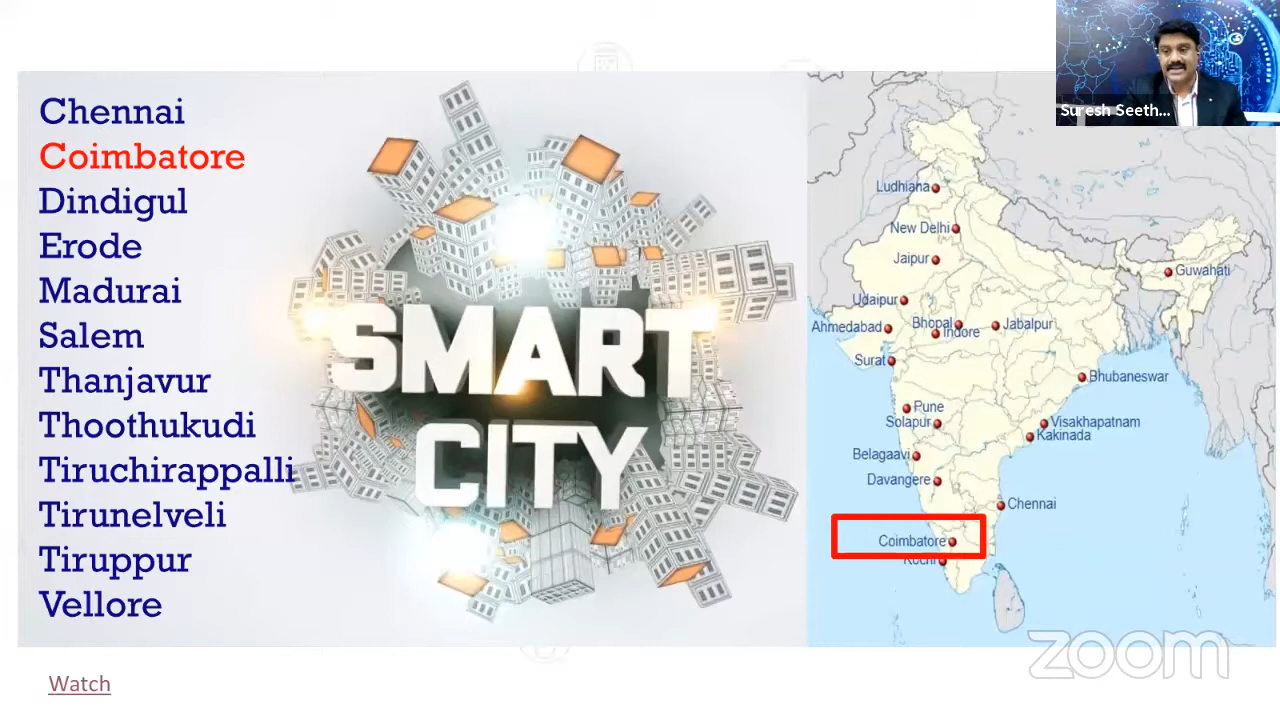 Suresh Seeth...
Chennai
Coimbatore
Dindigul
Erode
Madurai
Salem
Thanjavur
Thoothukudi
Tiruchirappalli
Tirunelveli
Tiruppur
Vellore
SMART
CITY
Ludhiana
New Delhi
Jaipur
Guwahati
Udaipur
Ahmedabad
Bhopal
Indore
Jabalpur
Surat
Bhubaneswar
Pune
Solapur
Visakhapatnam
Kakinada
Belagaavi
Davangere
Chennai
Coimbatore
Kochi
zoom
Watch